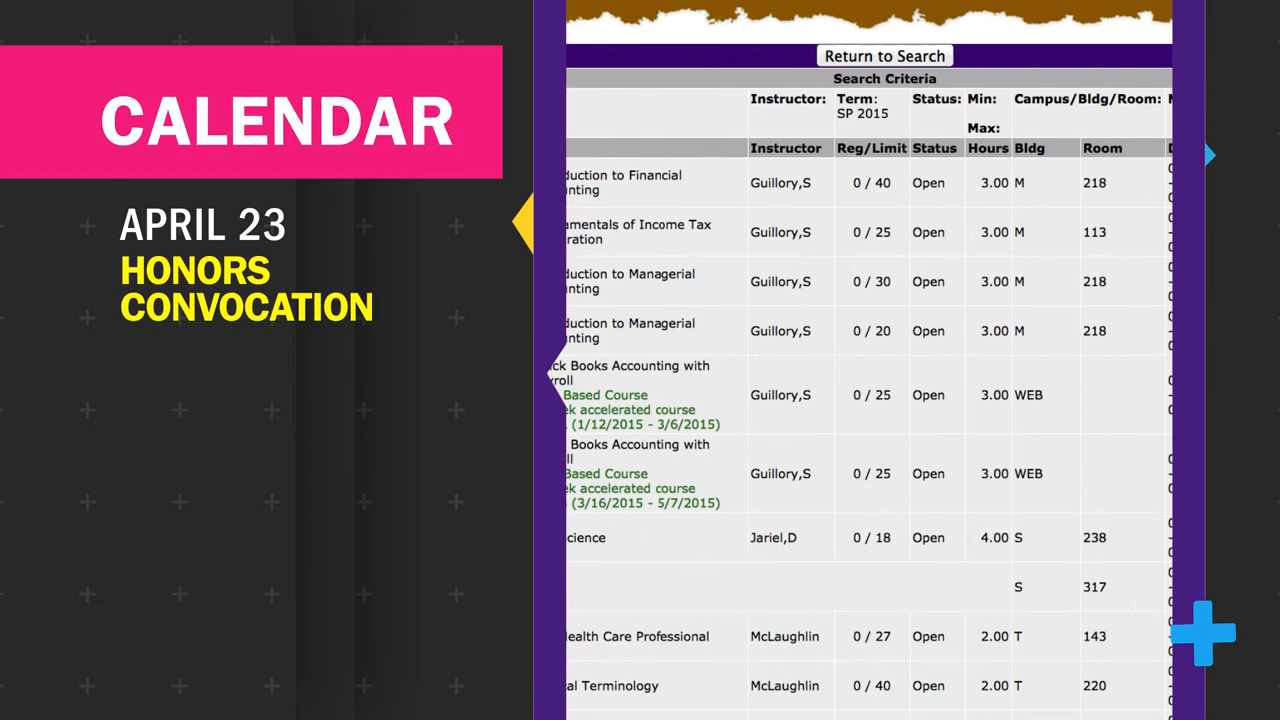 CALENDAR
APRIL 23
HONORS
CONVOCATION
Return to Search
Search Criteria
Instructor: Term: Status: Min: Campus/Bldg/Room:
SP 2015
Max:
Instructor Reg/Limit Status Hours Bldg Room
duction to Financial
nting
Guillory,S 0 / 40 Open 3.00 M 218
amentals of Income Tax
ration
Guillory,S 0 / 25 Open 3.00 M 113
duction to Managerial
nting
Guillory,S 0 / 30 Open 3.00 M 218
duction to Managerial
nting
Guillory,S 0 / 20 Open 3.00 M 218
ck Books Accounting with
yroll
Based Course
ek accelerated course
(1/12/2015 - 3/6/2015)
Guillory,S 0 / 25 Open 3.00 WEB
Books Accounting with
ll
Based Course
ek accelerated course
(3/16/2015 - 5/7/2015)
Guillory,S 0 / 25 Open 3.00 WEB
cience Jariel,D 0 / 18 Open 4.00 S 238
S 317
ealth Care Professional McLaughlin 0 / 27 Open 2.00 T 143
al Terminology McLaughlin 0 / 40 Open 2.00 T 220